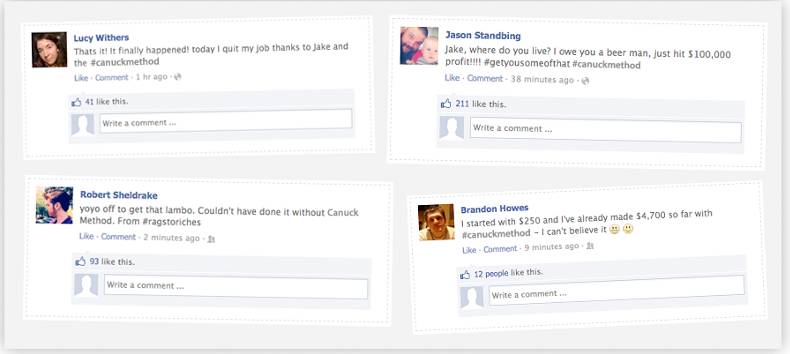 Lucy Withers
Thats it! It finally happened! today I quit my job thanks to Jake and
the #canuckmethod
Like · Comment · 1 hr ago ·
41 like this.
Write a comment ...
Jason Standbing
Jake, where do you live? I owe you a beer man, just hit $100,000
profit!!!! #getyousomeofthat #canuckmethod
Like · Comment · 38 minutes ago ·
211 like this.
Write a comment ...
Robert Sheldrake
yoyo off to get that lambo. Couldn't have done it without Canuck
Method. From #ragstoriches
Like · Comment · 2 minutes ago ·
93 like this.
Write a comment ...
Brandon Howes
I started with $250 and I've already made $4,700 so far with
#canuckmethod – I can't believe it
Like · Comment · 9 minutes ago ·
12 people like this.
Write a comment ...